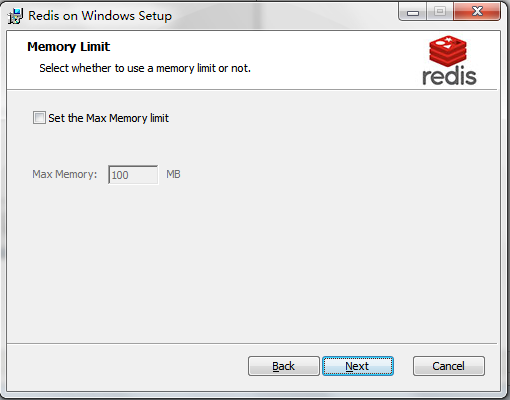 Redis on Windows Setup
Memory Limit
Select whether to use a memory limit or not.
redis
Set the Max Memory limit
Max Memory: 100 MB
Back Next Cancel